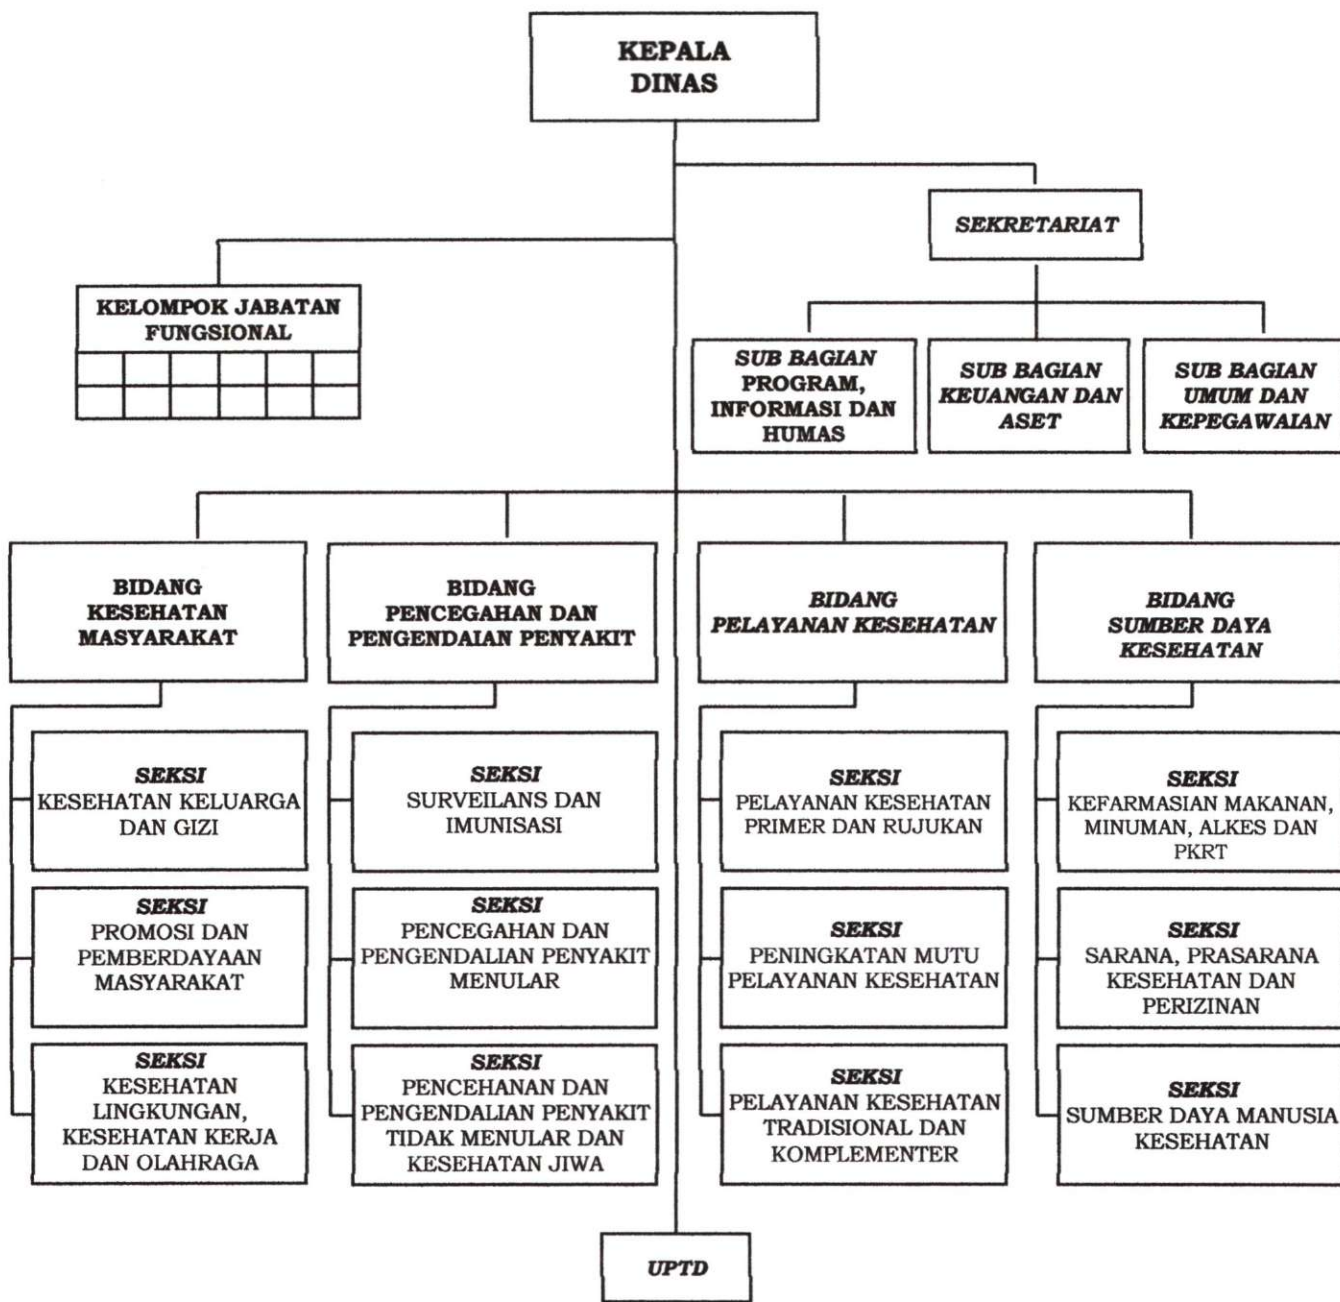 KEPALA
DINAS
SEKRETARIAT
KELOMPOK JABATAN
FUNGSIONAL
SUB BAGIAN
PROGRAM,
INFORMASI DAN
HUMAS
SUB BAGIAN
KEUANGAN DAN
ASET
SUB BAGIAN
UMUM DAN
KEPEGAWAIAN
BIDANG
KESEHATAN
MASYARAKAT
BIDANG
PENCEGAHAN DAN
PENGENDAIAN PENYAKIT
BIDANG
PELAYANAN KESEHATAN
BIDANG
SUMBER DAYA
KESEHATAN
SEKSI
KESEHATAN KELUARGA
DAN GIZI
SEKSI
SURVEILANS DAN
IMUNISASI
SEKSI
PELAYANAN KESEHATAN
PRIMER DAN RUJUKAN
SEKSI
KEFARMASIAN MAKANAN,
MINUMAN, ALKES DAN
PKRT
SEKSI
PROMOSI DAN
PEMBERDAYAAN
MASYARAKAT
SEKSI
PENCEGAHAN DAN
PENGENDALIAN PENYAKIT
MENULAR
SEKSI
PENINGKATAN MUTU
PELAYANAN KESEHATAN
SEKSI
SARANA, PRASARANA
KESEHATAN DAN
PERIZINAN
SEKSI
KESEHATAN
LINGKUNGAN,
KESEHATAN KERJA
DAN OLAHRAGA
SEKSI
PENCEHANAN DAN
PENGENDALIAN PENYAKIT
TIDAK MENULAR DAN
KESEHATAN JIWA
SEKSI
PELAYANAN KESEHATAN
TRADISIONAL DAN
KOMPLEMENTER
SEKSI
SUMBER DAYA MANUSIA
KESEHATAN
UPTD